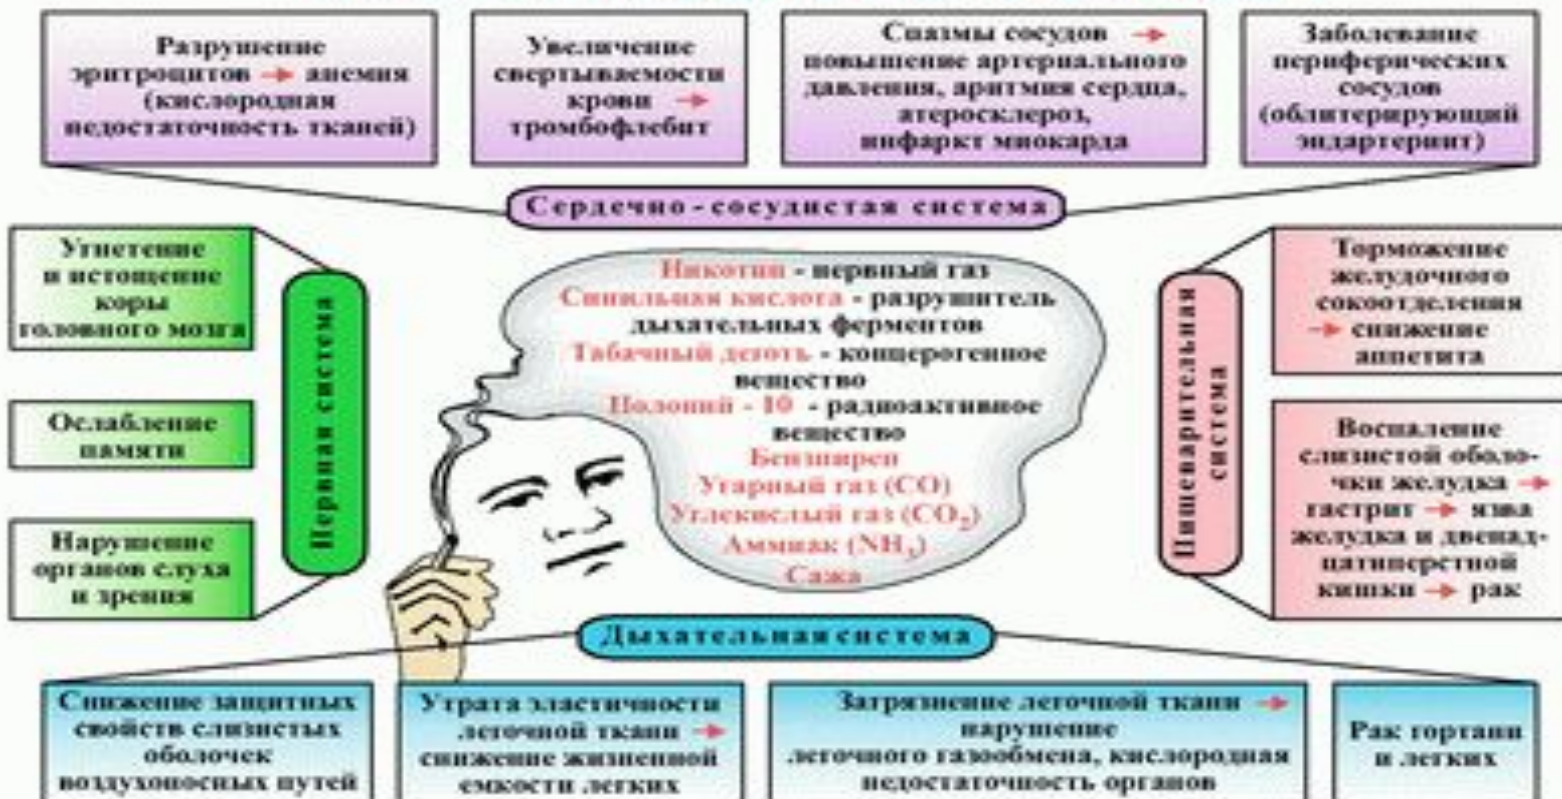 Разрушение
эритроцитов → анемия
(кислородная
недостаточность тканей)
Увеличение
свертываемости
крови →
тромбофлебит
Спазмы сосудов →
повышение артериального
давления, аритмия сердца,
атеросклероз,
инфаркт миокарда
Заболевание
периферических
сосудов
(облитерирующий
эндартериит)
Сердечно-сосудистая система
Угнетение
и истощение
коры
головного мозга
Ослабление
памяти
Нарушение
органов слуха
и зрения
Нервная система
Никотин - нервный газ
Синильная кислота - разрушитель
дыхательных ферментов
Табачный деготь - концерогенное
вещество
Полоний - 10 - радиоактивное
вещество
Бензпирен
Угарный газ (CO)
Углекислый газ (CO₂)
Аммиак (NH₃)
Сажа
Пищеварительная
система
Торможение
желудочного
сокоотделения
→ снижение
аппетита
Воспаление
слизистой оболо-
чки желудка →
гастрит → язва
желудка и двенад-
цатиперстной
кишки → рак
Дыхательная система
Снижение защитных
свойств слизистых
оболочек
воздухоносных путей
Утрата эластичности
легочной ткани →
снижение жизненной
емкости легких
Загрязнение легочной ткани →
нарушение
легочного газообмена, кислородная
недостаточность органов
Рак гортани
и легких